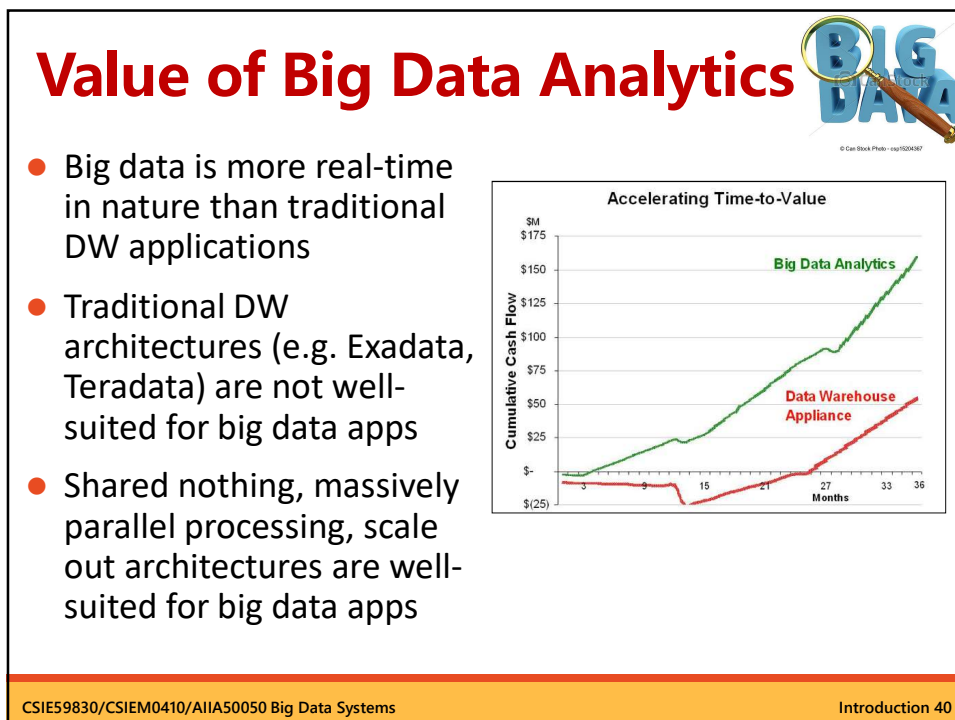 Value of Big Data Analytics
BIG
DATA
CanStock
© Can Stock Photo - csp15204367
● Big data is more real-time
in nature than traditional
DW applications
● Traditional DW
architectures (e.g. Exadata,
Teradata) are not well-
suited for big data apps
● Shared nothing, massively
parallel processing, scale
out architectures are well-
suited for big data apps
Accelerating Time-to-Value
$M
$175
$150
$125
$100
$75
$50
$25
$-
$(25)
Cumulative Cash Flow
Big Data Analytics
Data Warehouse
Appliance
3 9 15 21 27 33 36
Months
CSIE59830/CSIEM0410/AIIA50050 Big Data Systems
Introduction 40